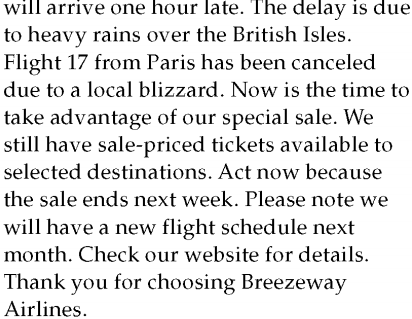 will arrive one hour late. The delay is due
to heavy rains over the British Isles.
Flight 17 from Paris has been canceled
due to a local blizzard. Now is the time to
take advantage of our special sale. We
still have sale-priced tickets available to
selected destinations. Act now because
the sale ends next week. Please note we
will have a new flight schedule next
month. Check our website for details.
Thank you for choosing Breezeway
Airlines.